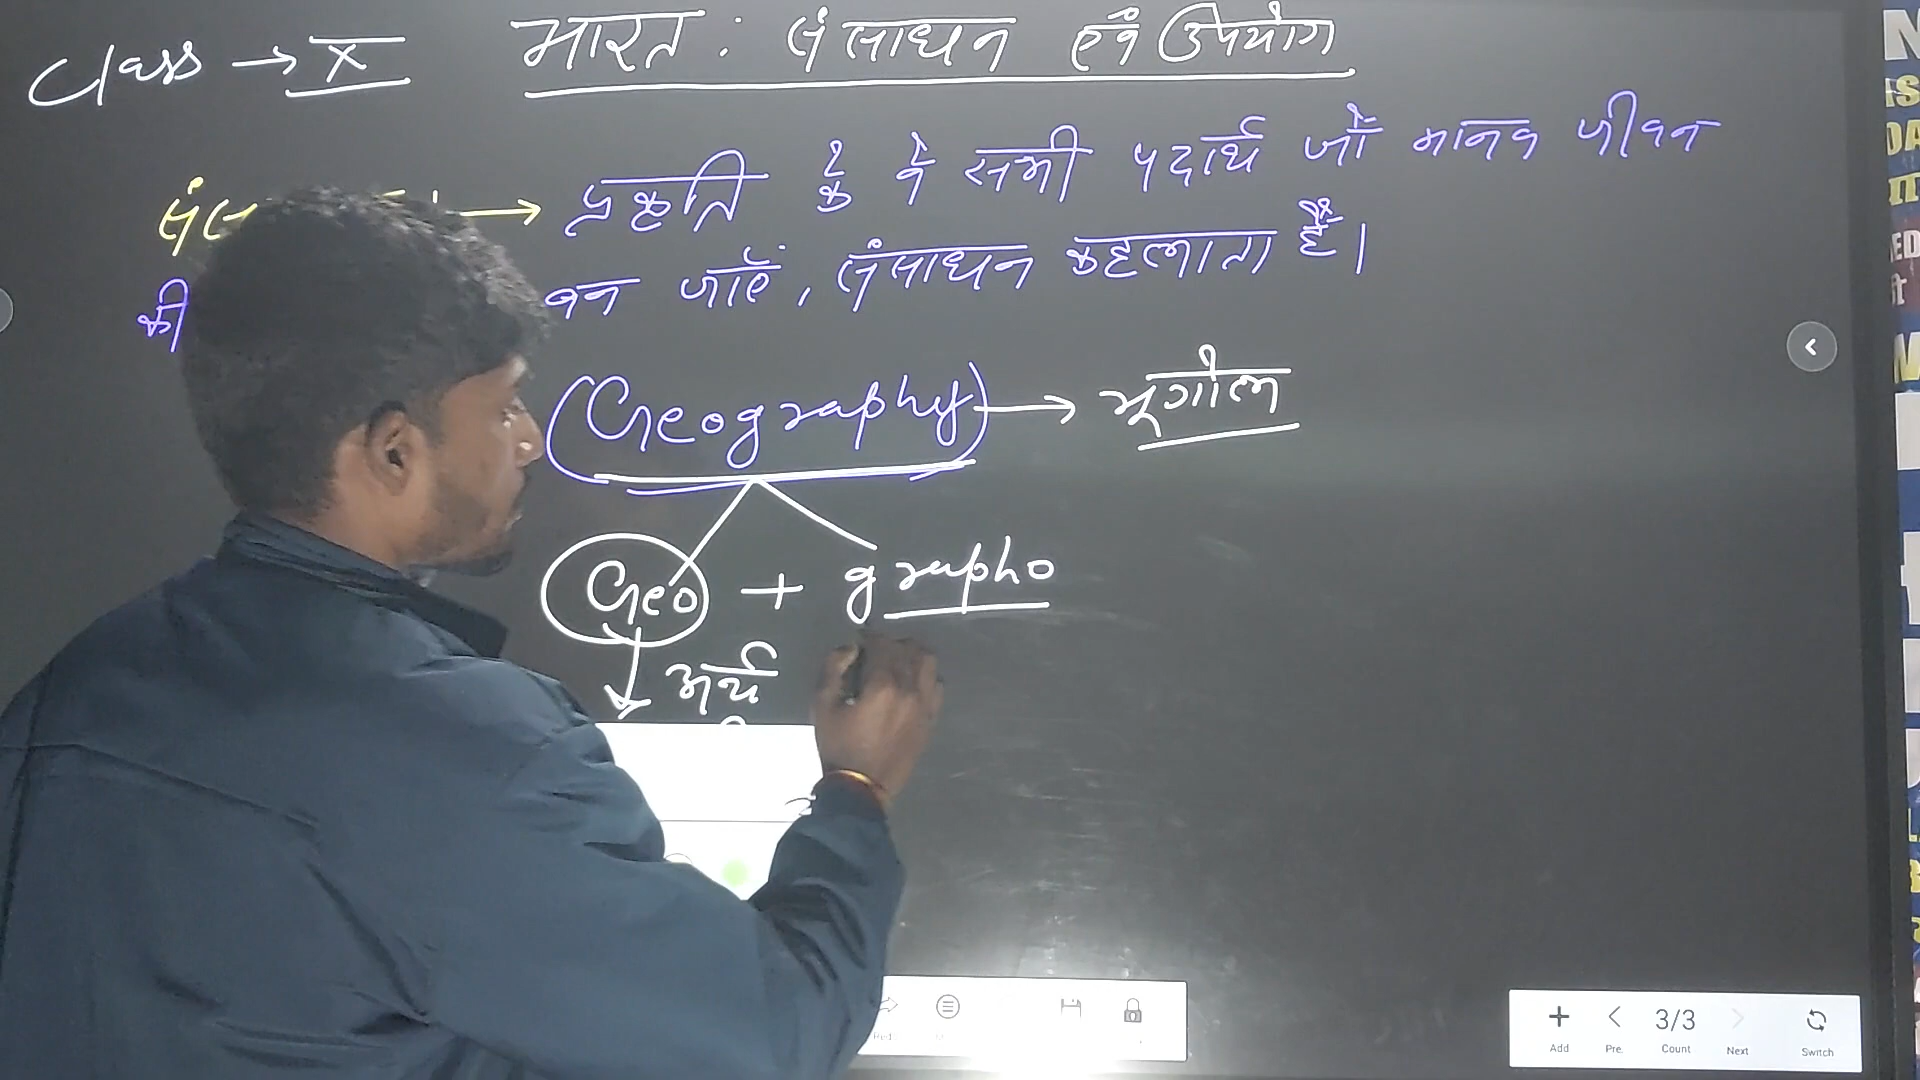 Class → X भारत : संसाधन एवं उपयोग
→ प्रकृति के वे सभी पदार्थ जो मानव जीवन
की बन जाएं, संसाधन कहलाता है।
(Geography) → भूगोल
Geo + grapho
↓ अर्थ
Add Pre. 3/3 Count Next Switch